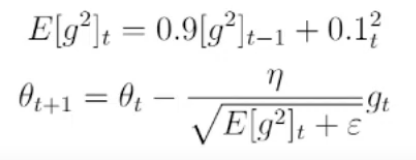 E[g²]ₜ = 0.9[g²]ₜ₋₁ + 0.1²ₜ
θₜ₊₁ = θₜ − η / √(E[g²]ₜ + ε) gₜ